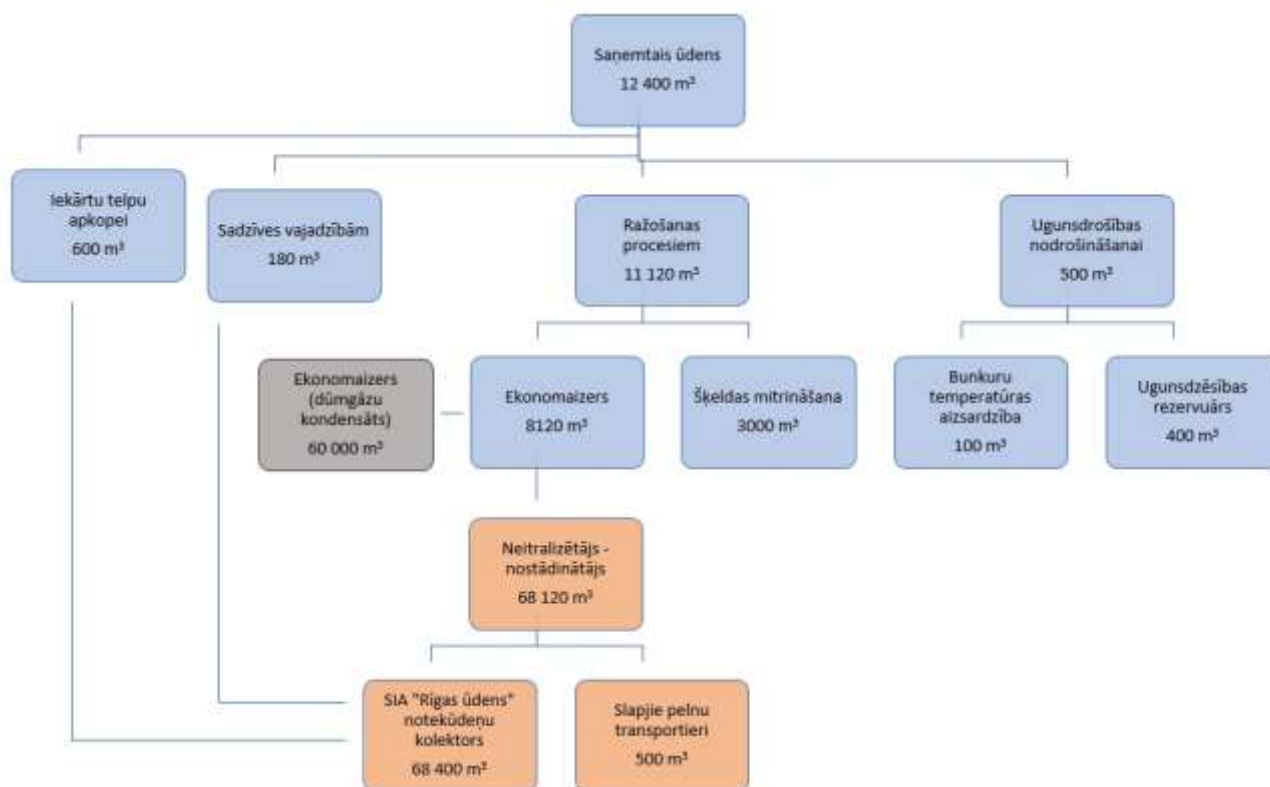 Saņemtais ūdens
12 400 m³
Iekārtu telpu
apkopei
600 m³
Sadzīves vajadzībām
180 m³
Ražošanas
procesiem
11 120 m³
Ugunsdrošības
nodrošināšanai
500 m³
Ekonomaizers
(dūmgāzu
kondensāts)
60 000 m³
Ekonomaizers
8120 m³
Šķeldas mitrināšana
3000 m³
Bunkuru
temperatūras
aizsardzība
100 m³
Ugunsdzēsības
rezervuārs
400 m³
Neitralizētājs -
nostādinātājs
68 120 m³
SIA "Rīgas ūdens"
notekūdeņu
kolektors
68 400 m³
Slapjie pelnu
transportieri
500 m³